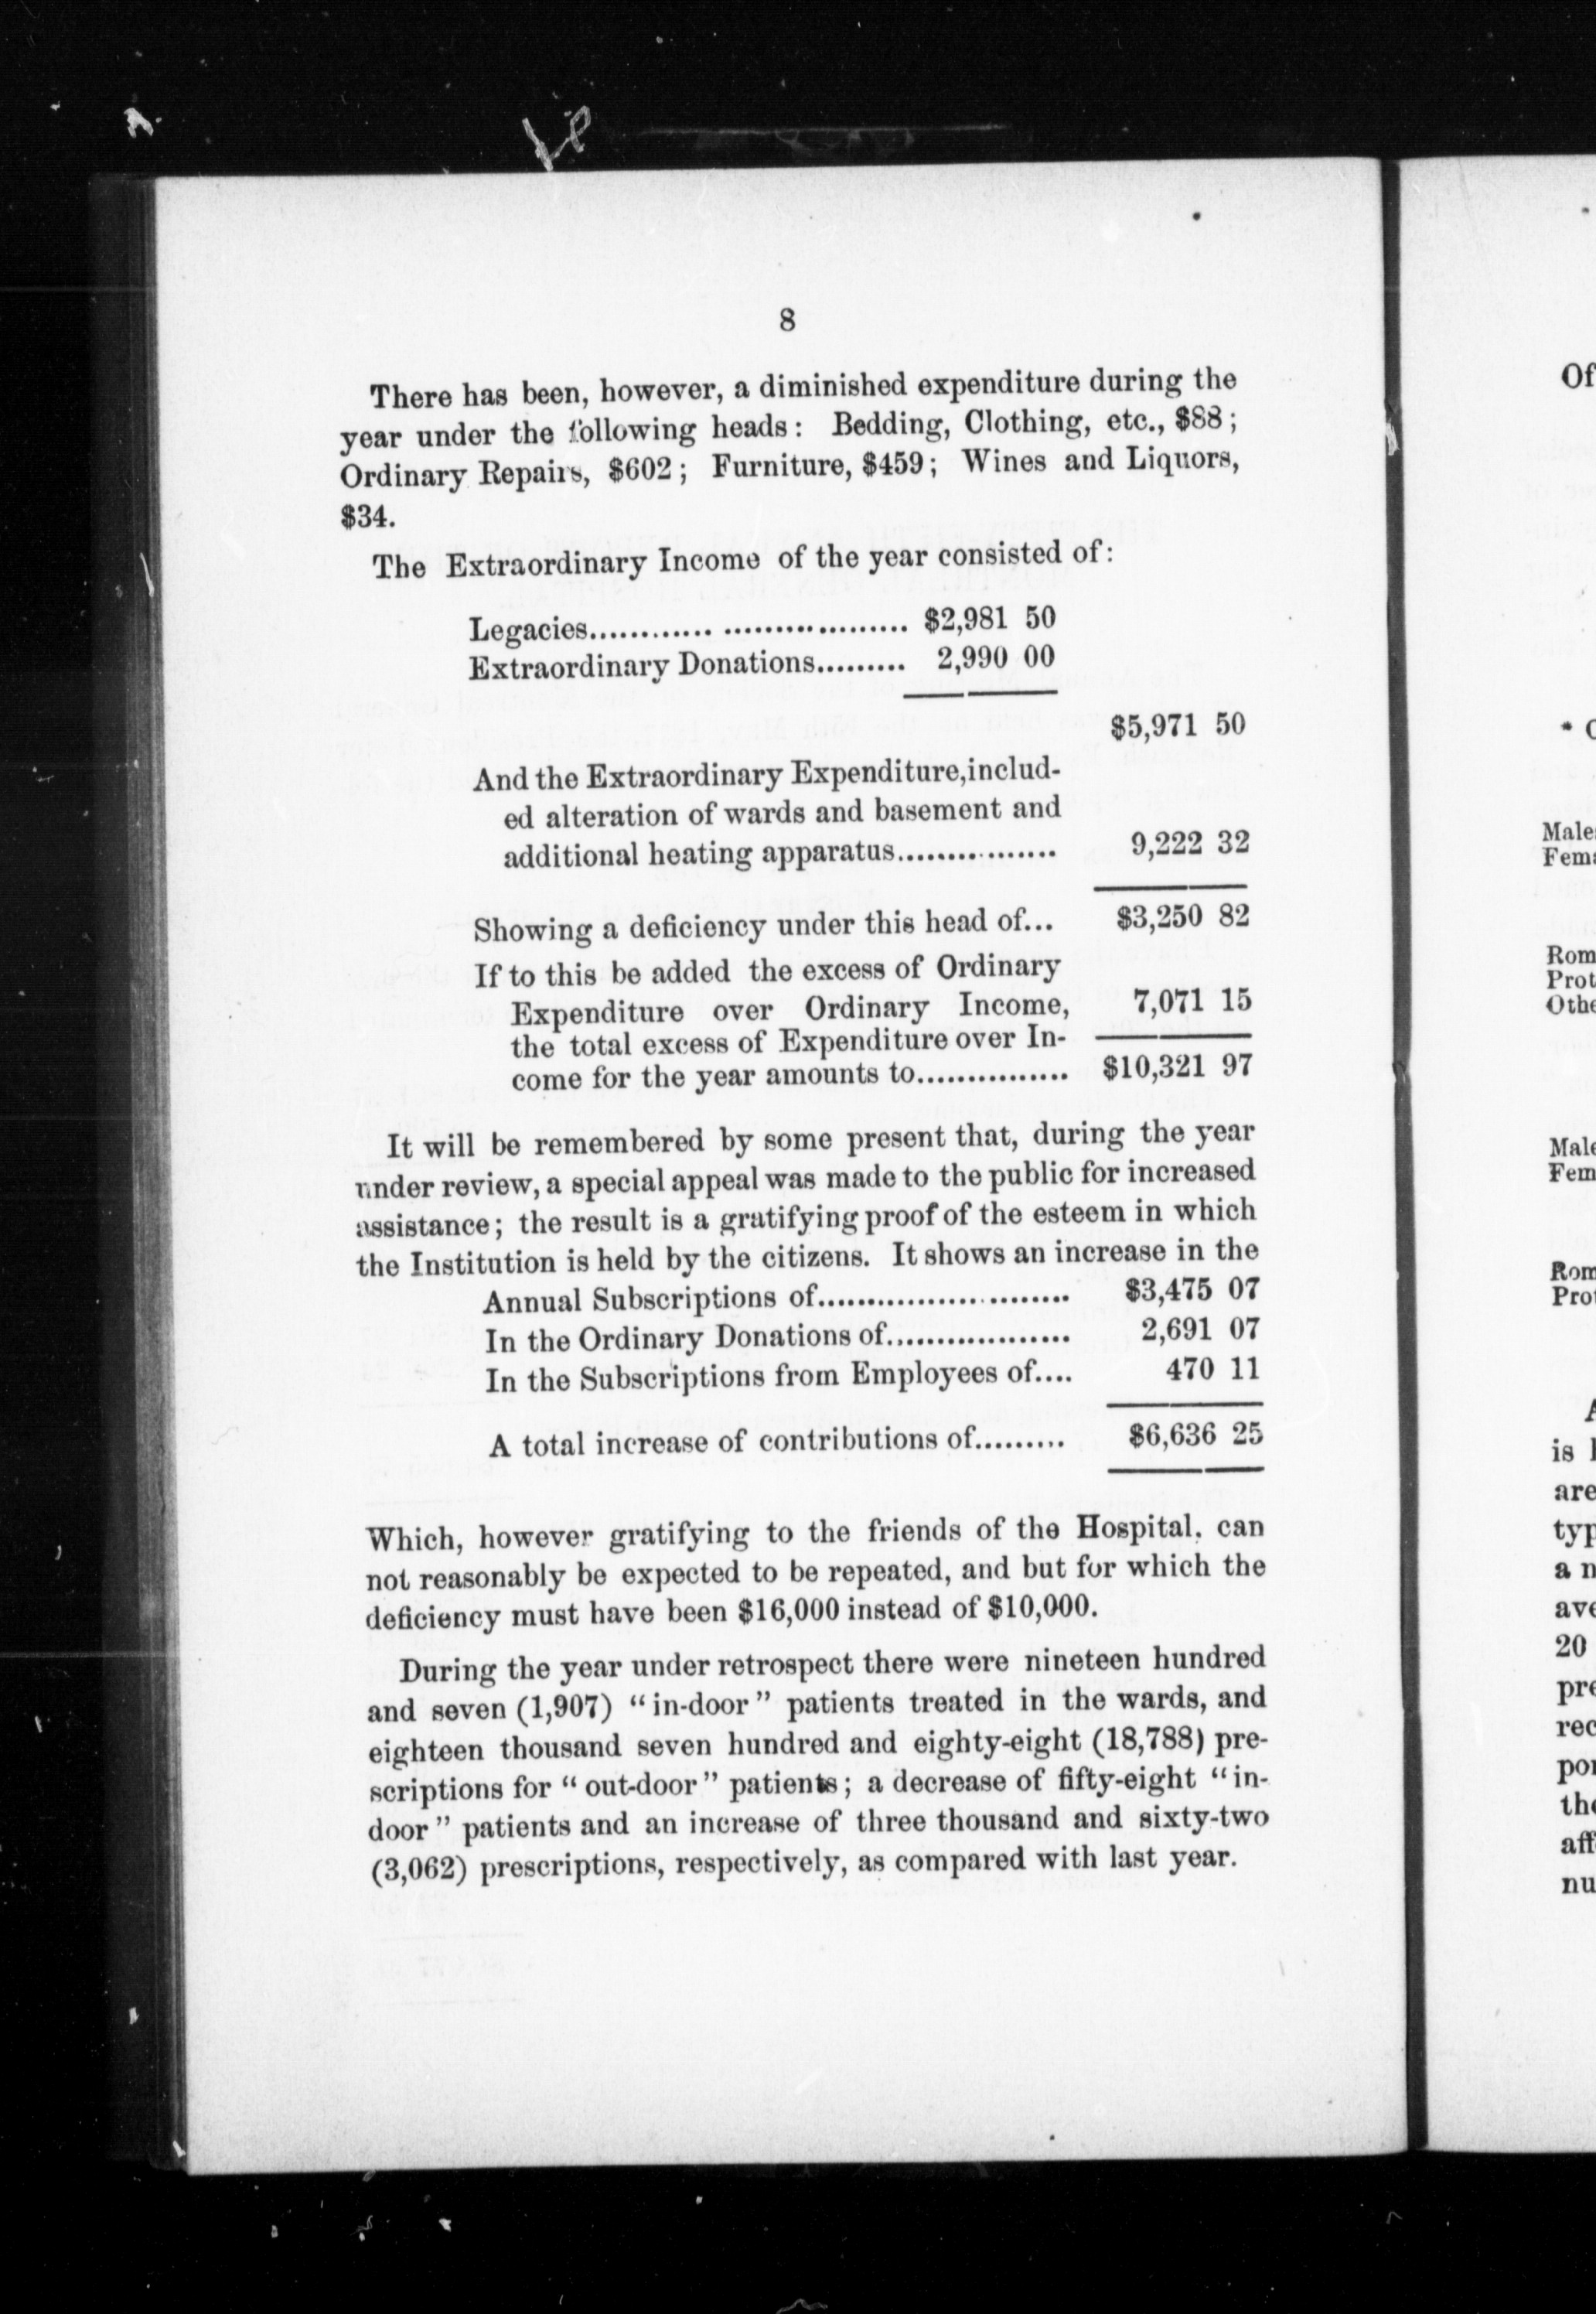 8
There has been, however, a diminished expenditure during the
year under the following heads: Bedding, Clothing, etc., $88;
Ordinary Repairs, $602; Furniture, $459; Wines and Liquors,
$34.
The Extraordinary Income of the year consisted of:
Legacies.............................. $2,981 50
Extraordinary Donations......... 2,990 00
$5,971 50
And the Extraordinary Expenditure, includ-
ed alteration of wards and basement and
additional heating apparatus................ 9,222 32
Showing a deficiency under this head of... $3,250 82
If to this be added the excess of Ordinary
Expenditure over Ordinary Income, 7,071 15
the total excess of Expenditure over In-
come for the year amounts to............... $10,321 97
It will be remembered by some present that, during the year
under review, a special appeal was made to the public for increased
assistance; the result is a gratifying proof of the esteem in which
the Institution is held by the citizens. It shows an increase in the
Annual Subscriptions of.......................... $3,475 07
In the Ordinary Donations of................... 2,691 07
In the Subscriptions from Employees of.... 470 11
A total increase of contributions of......... $6,636 25
Which, however gratifying to the friends of the Hospital, can
not reasonably be expected to be repeated, and but for which the
deficiency must have been $16,000 instead of $10,000.
During the year under retrospect there were nineteen hundred
and seven (1,907) "in-door" patients treated in the wards, and
eighteen thousand seven hundred and eighty-eight (18,788) pre-
scriptions for "out-door" patients; a decrease of fifty-eight "in-
door" patients and an increase of three thousand and sixty-two
(3,062) prescriptions, respectively, as compared with last year.
Of
Male
Fem
Rom
Prot
Othe
Male
Fem
Rom
Prot
A
is
are
typ
a n
ave
20
pre
rec
por
the
aff
nu